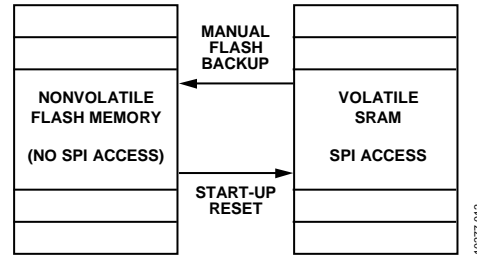 MANUAL
FLASH
BACKUP
NONVOLATILE
FLASH MEMORY
(NO SPI ACCESS)
VOLATILE
SRAM
SPI ACCESS
START-UP
RESET